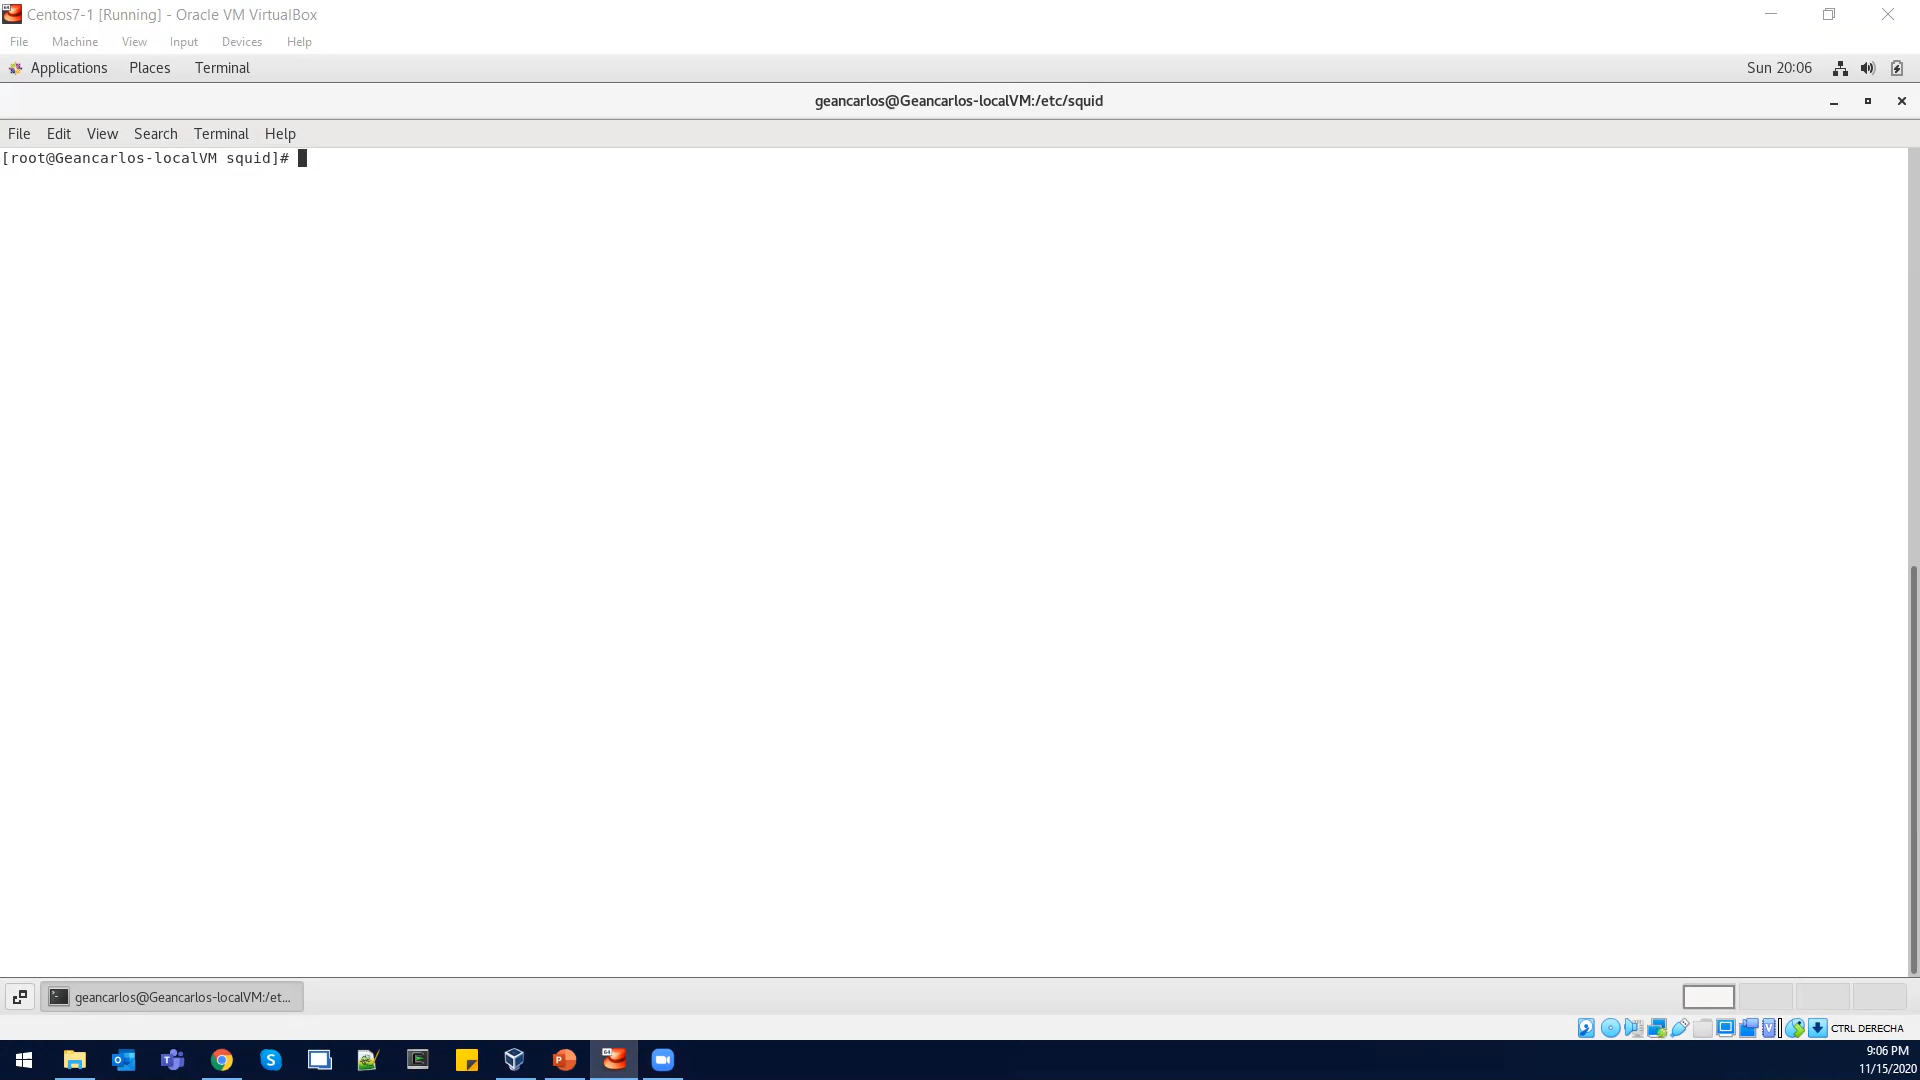 Centos7-1 [Running] - Oracle VM VirtualBox
File Machine View Input Devices Help
Applications Places Terminal Sun 20:06
geancarlos@Geancarlos-localVM:/etc/squid
File Edit View Search Terminal Help
[root@Geancarlos-localVM squid]#
geancarlos@Geancarlos-localVM:/et...
CTRL DERECHA
9:06 PM
11/15/2020